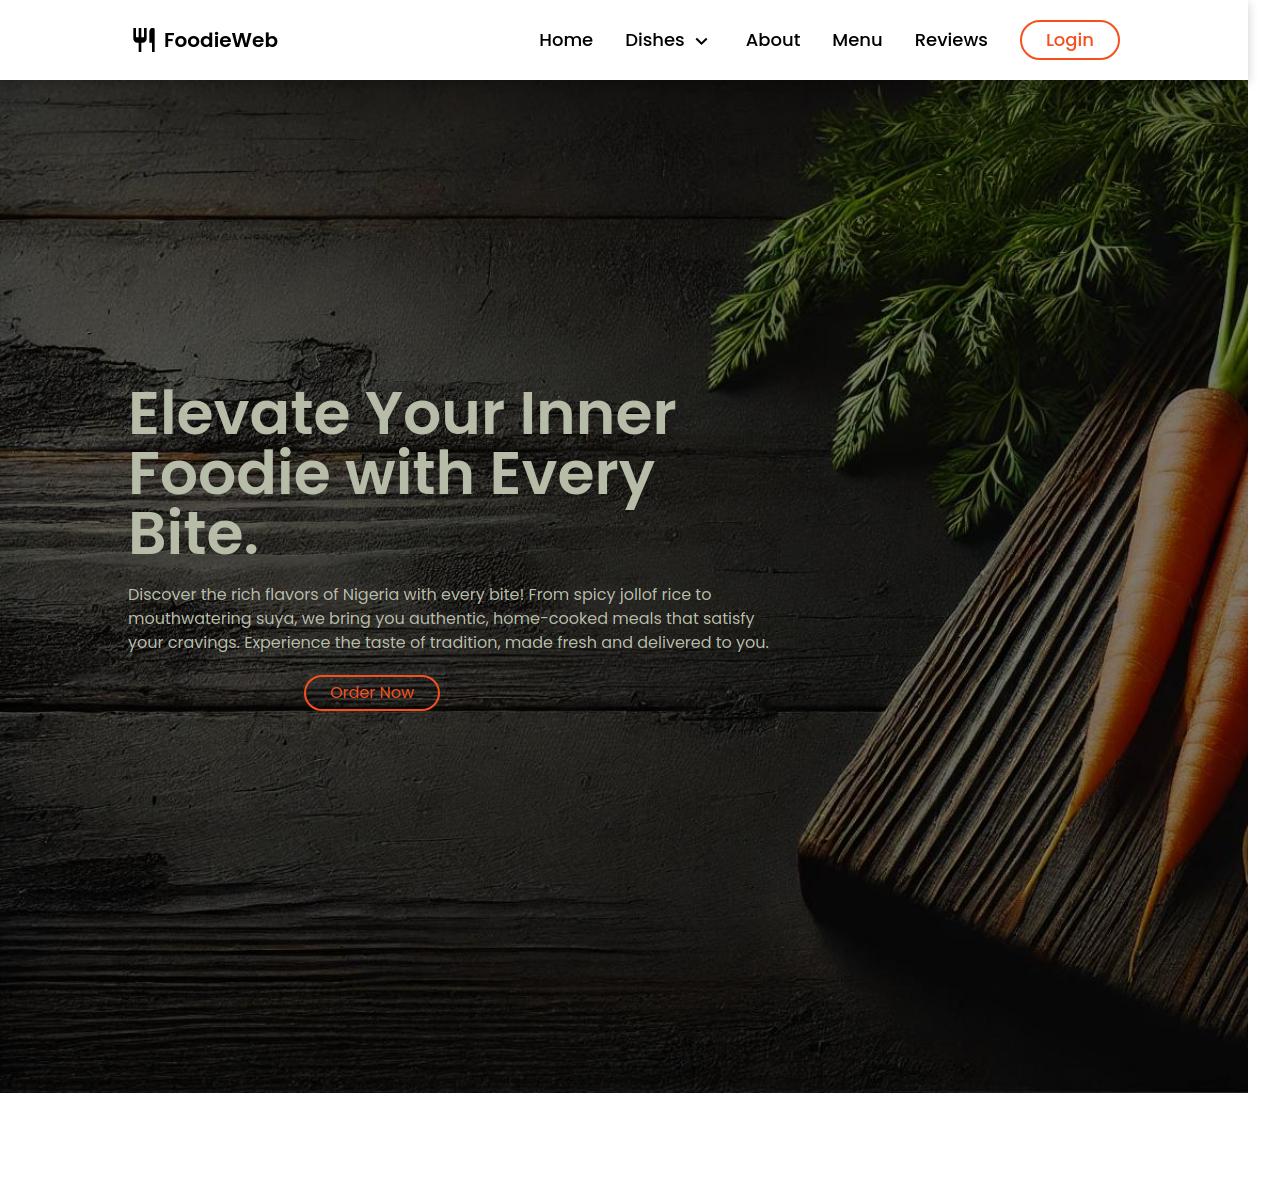 FoodieWeb
Home
Dishes
About
Menu
Reviews
Login
Elevate Your Inner
Foodie with Every
Bite.
Discover the rich flavors of Nigeria with every bite! From spicy jollof rice to
mouthwatering suya, we bring you authentic, home-cooked meals that satisfy
your cravings. Experience the taste of tradition, made fresh and delivered to you.
Order Now